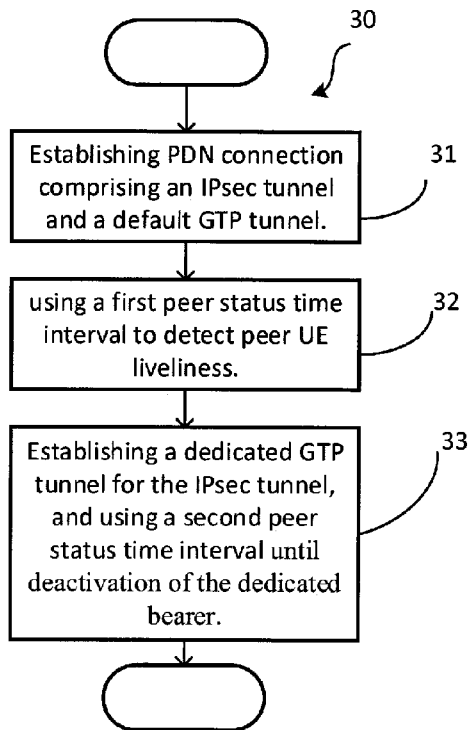 30
Establishing PDN connection
comprising an IPsec tunnel
and a default GTP tunnel.
31
using a first peer status time
interval to detect peer UE
liveliness.
32
Establishing a dedicated GTP
tunnel for the IPsec tunnel,
and using a second peer
status time interval until
deactivation of the dedicated
bearer.
33